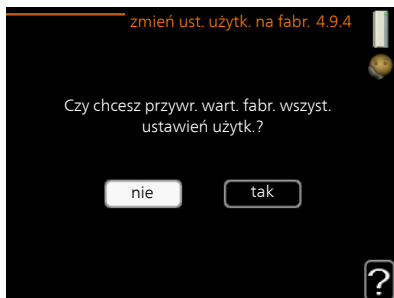 zmień ust. użytk. na fabr. 4.9.4
Czy chcesz przywr. wart. fabr. wszyst.
ustawień użytk.?
nie
tak
?